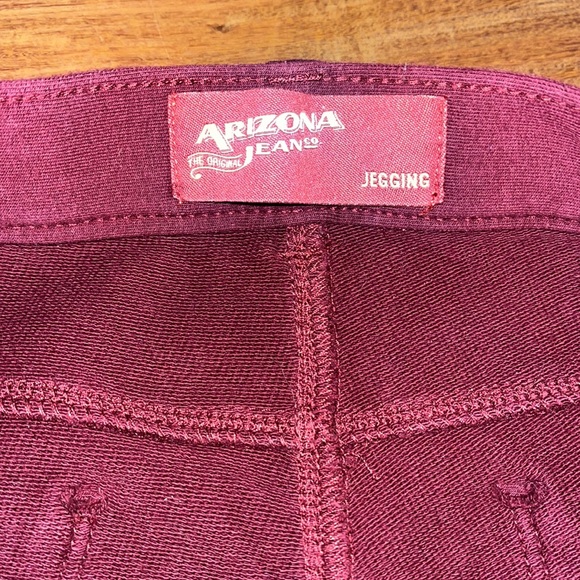 ARIZONA
THE ORIGINAL JEAN CO.
JEGGING